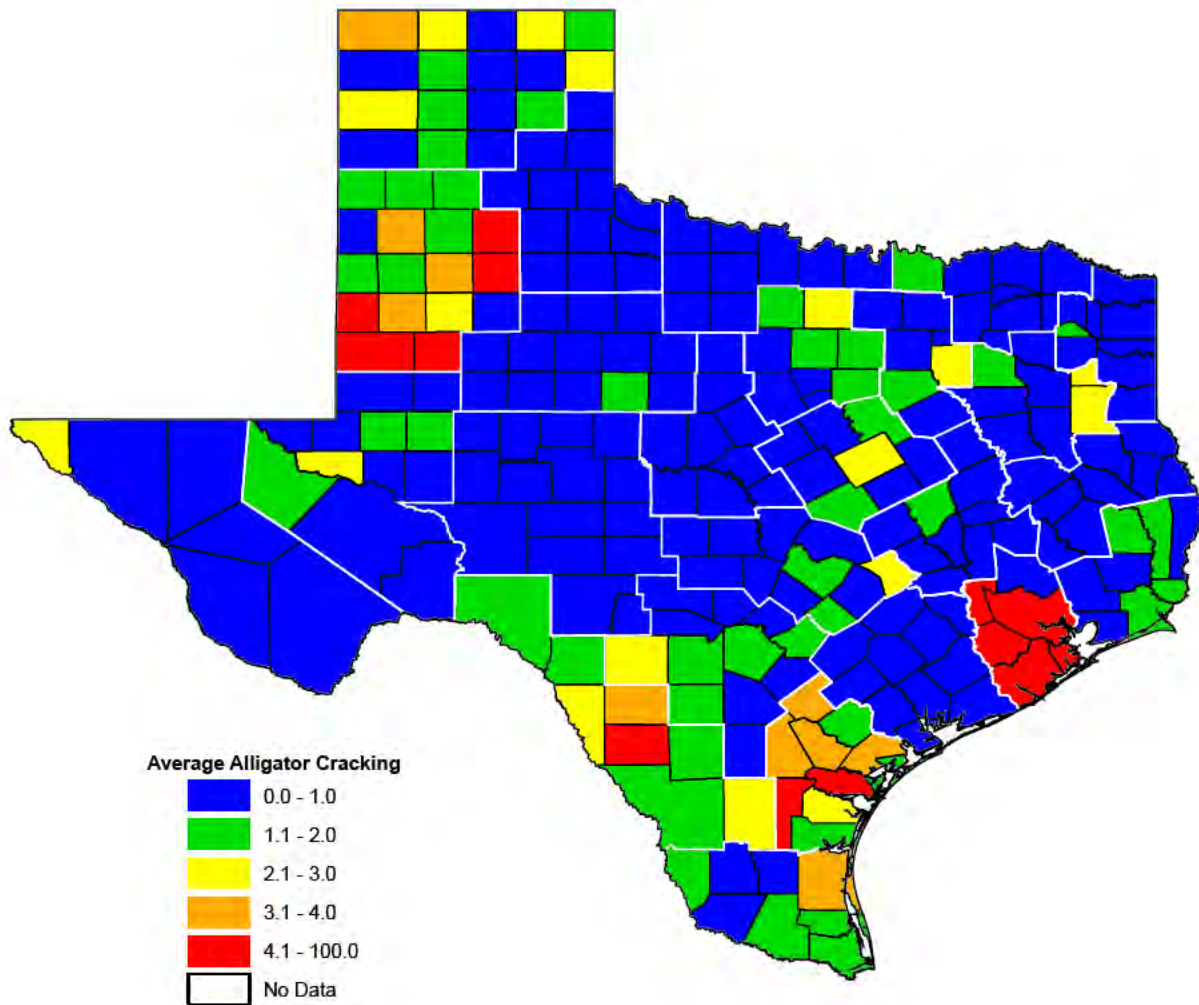 Average Alligator Cracking
0.0 - 1.0
1.1 - 2.0
2.1 - 3.0
3.1 - 4.0
4.1 - 100.0
No Data